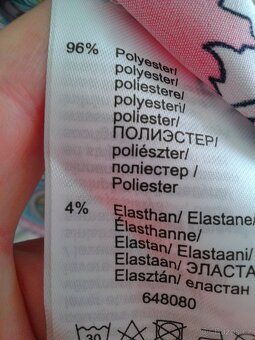 96% Polyester/
polyester/
poliestere/
polyesteri/
poliester/
ПОЛИЭСТЕР/
poliészter/
поліестер /
Poliester
4% Elasthan/ Elastane/
Élasthanne/
Elastan/ Elastaani/
Elastaan/ ЭЛАСТА
Elasztán/ еластан
648080
30